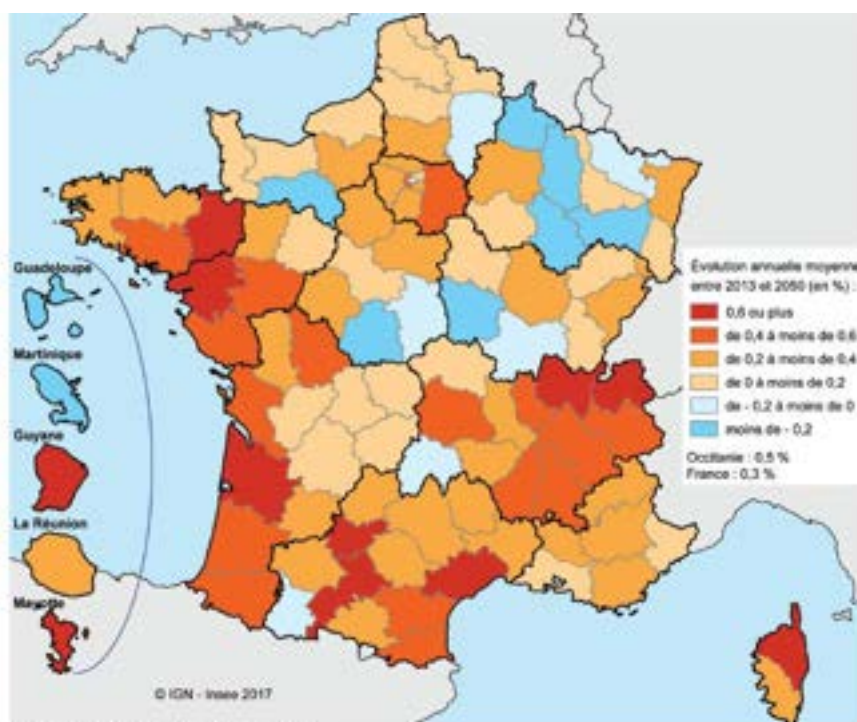 Guadeloupe
Martinique
Guyane
La Réunion
Mayotte
Évolution annuelle moyenne
entre 2013 et 2050 (en %) :
0,6 ou plus
de 0,4 à moins de 0,6
de 0,2 à moins de 0,4
de 0 à moins de 0,2
de - 0,2 à moins de 0
moins de - 0,2
Occitanie : 0,5 %
France : 0,3 %
© IGN - Insee 2017